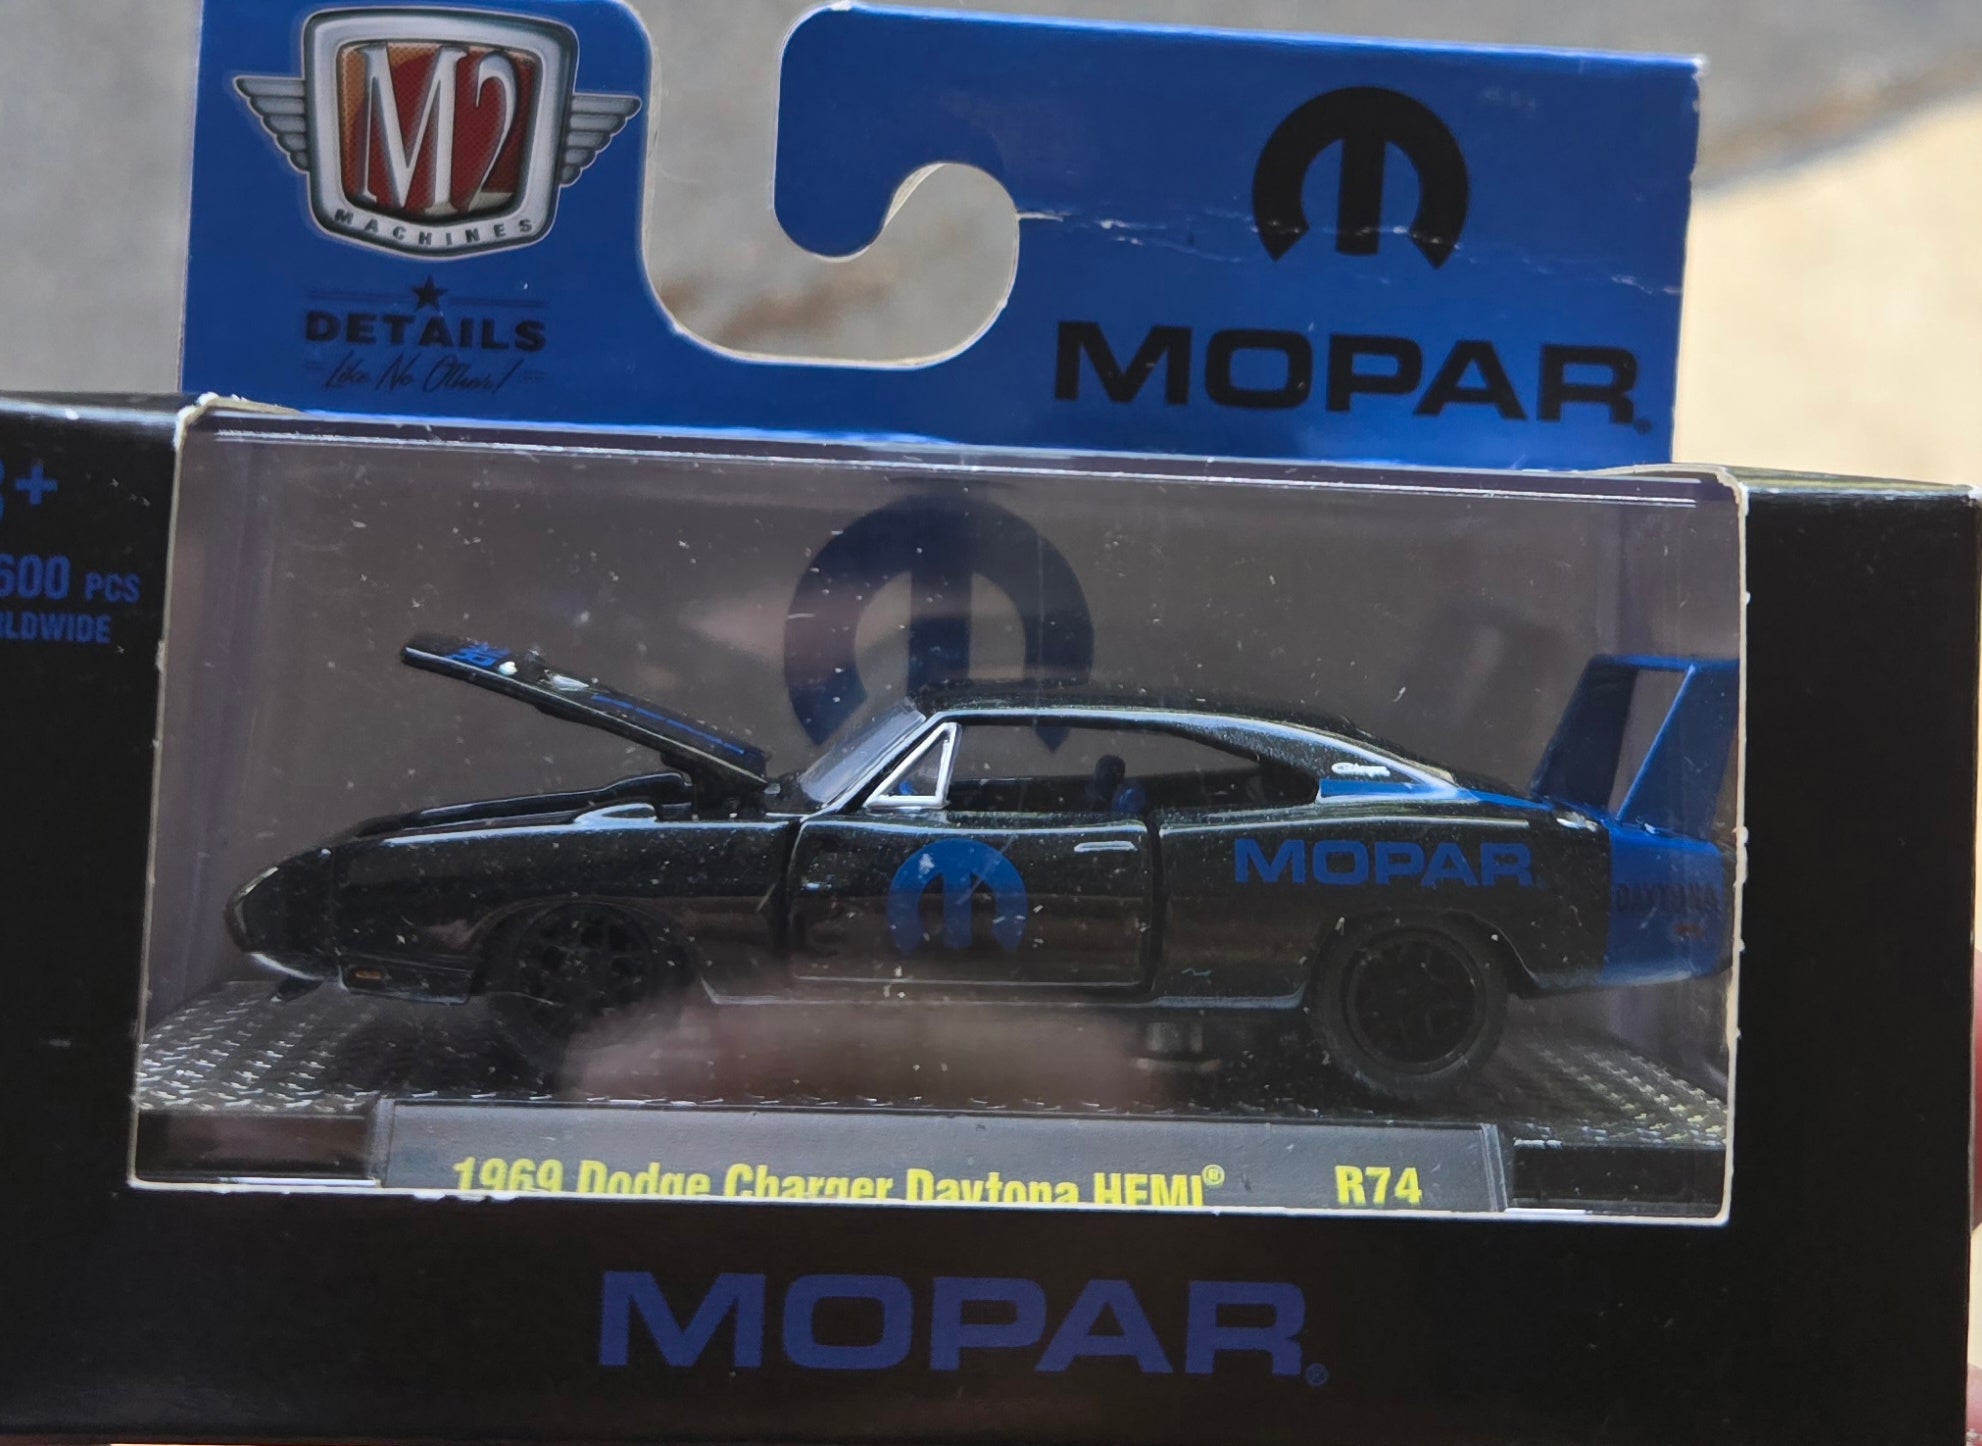 M2
MACHINES
DETAILS
Like No Other!
MOPAR
600 PCS
LDWIDE
Charger
MOPAR
DAYTONA
1969 Dodge Charger Daytona HEMI® R74
MOPAR®